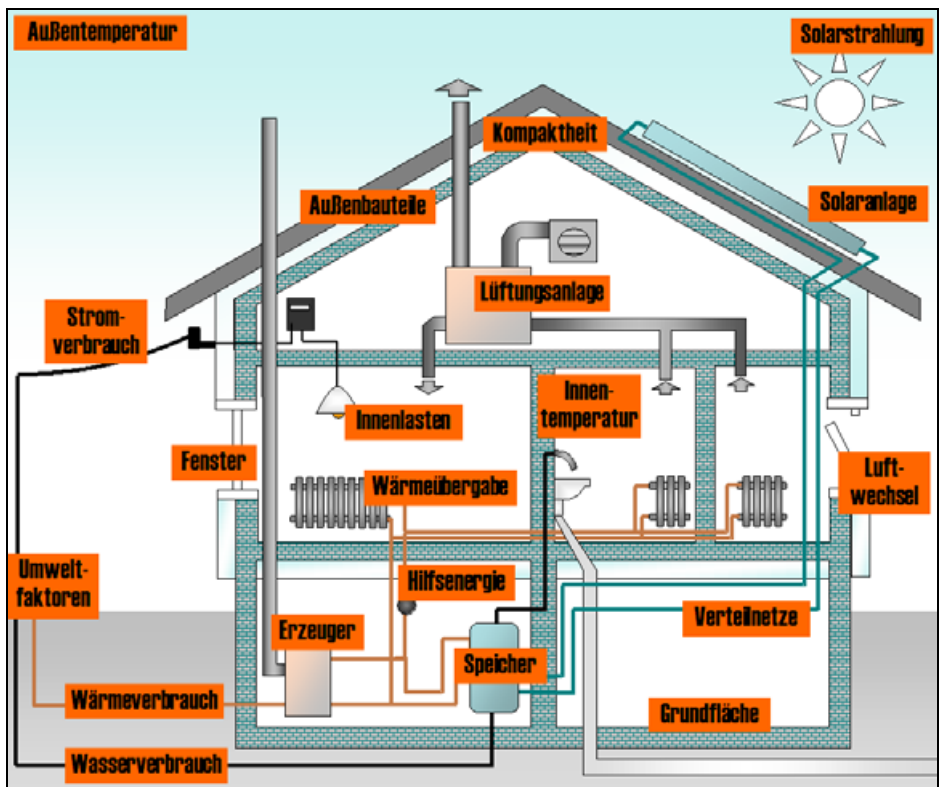 Außentemperatur
Solarstrahlung
Kompaktheit
Außenbauteile
Solaranlage
Lüftungsanlage
Strom-
verbrauch
Innen-
temperatur
Innenlasten
Fenster
Wärmeübergabe
Luft-
wechsel
Umwelt-
faktoren
Hilfsenergie
Erzeuger
Verteilnetze
Speicher
Wärmeverbrauch
Grundfläche
Wasserverbrauch